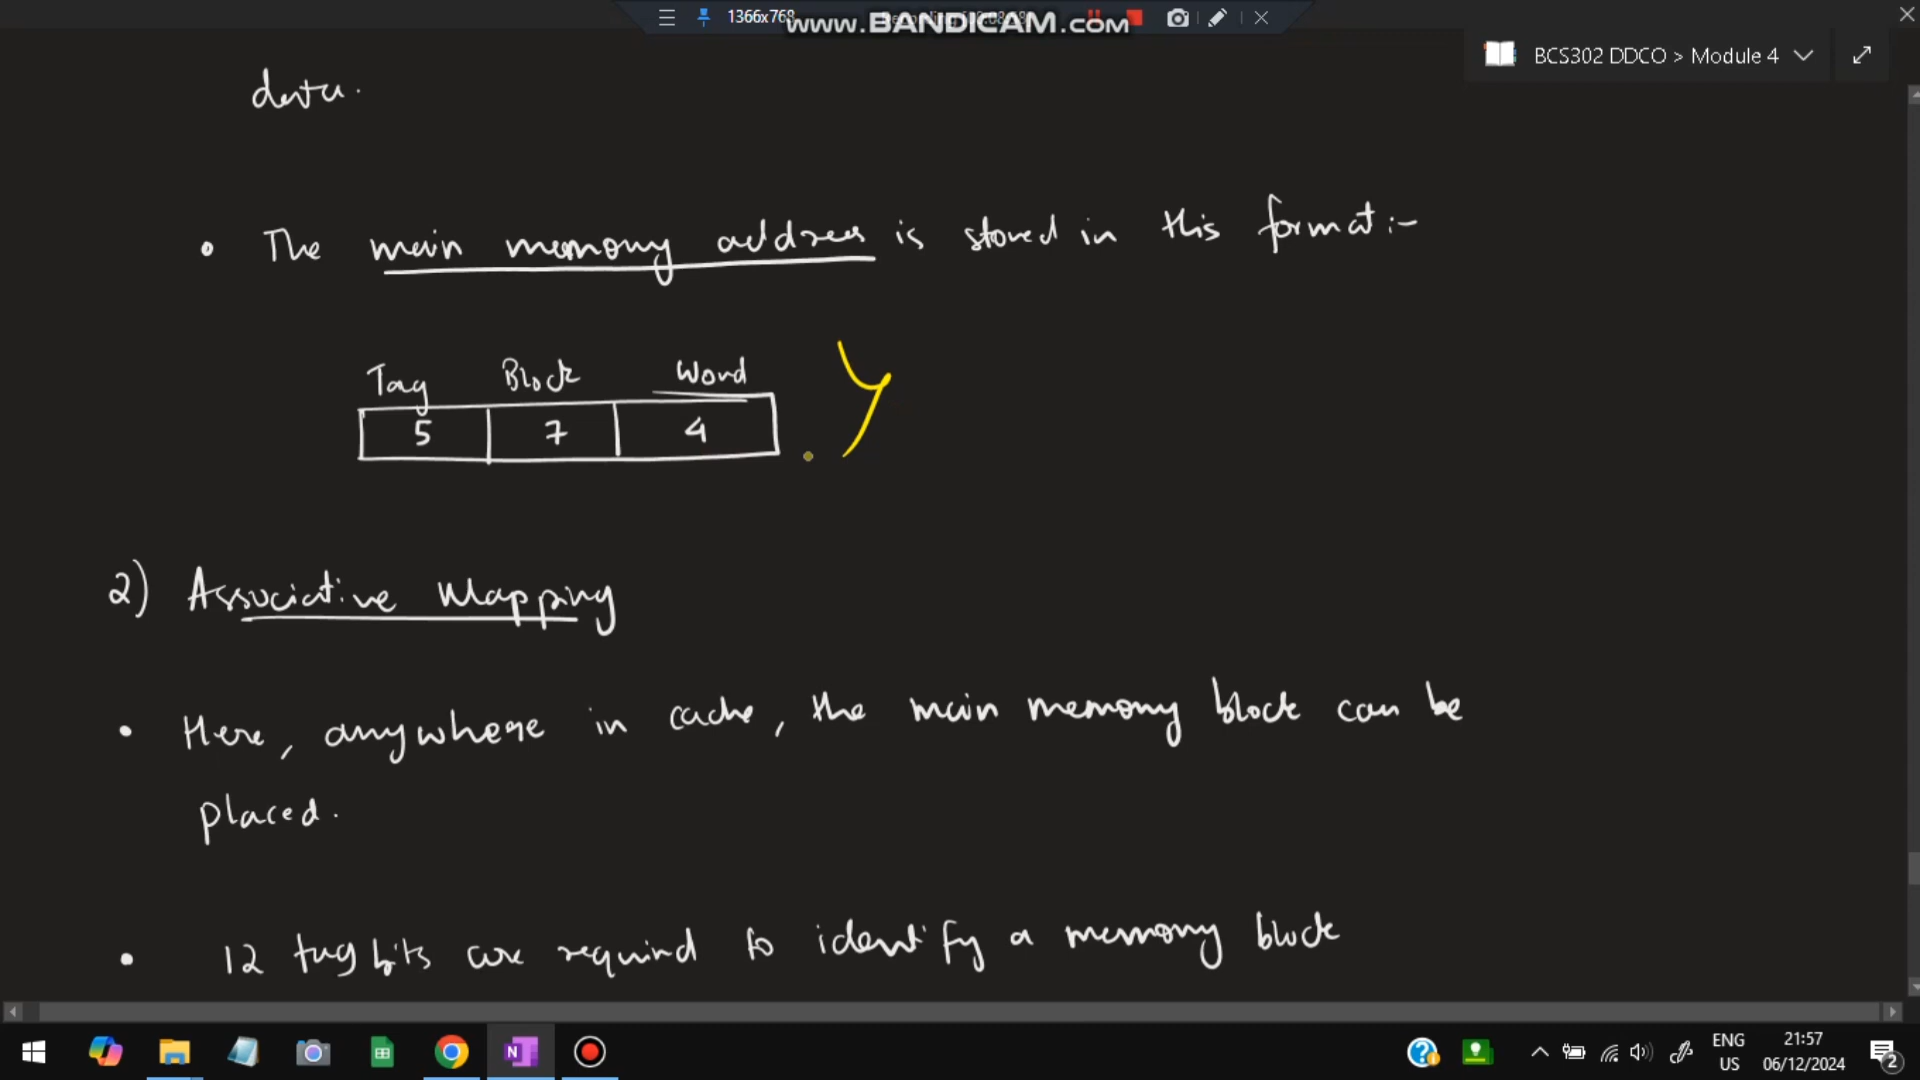 1366x768
www.BANDICAM.com
BCS302 DDCO > Module 4
data.
• The main memory address is stored in this format:-
Tag Block Word
5 7 4
2) Associative Mapping
• Here, anywhere in cache, the main memory block can be
placed.
• 12 tag bits are required to identify a memory block
ENG
US
21:57
06/12/2024
2